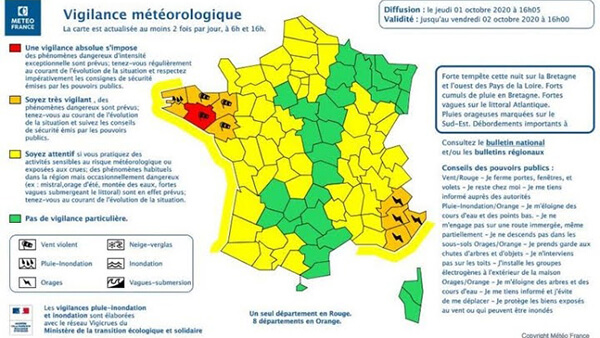 METEO
FRANCE
Vigilance météorologique
La carte est actualisée au moins 2 fois par jour, à 6h et 16h.
Diffusion : le jeudi 01 octobre 2020 à 16h05
Validité : Jusqu'au vendredi 02 octobre 2020 à 16h00
Une vigilance absolue s'impose
des phénomènes dangereux d'intensité
exceptionnelle sont prévus; tenez-vous régulièrement
au courant de l'évolution de la situation et respectez
impérativement les consignes de sécurité
émises par les pouvoirs publics.
Soyez très vigilant , des
phénomènes dangereux sont prévus;
tenez-vous au courant de l'évolution
de la situation et suivez les conseils
de sécurité émis par les pouvoirs
publics.
Soyez attentif si vous pratiquez des
activités sensibles au risque météorologique ou
exposées aux crues; des phénomènes habituels
dans la région mais occasionnellement dangereux
(ex : mistral,orage d'été, montée des eaux, fortes
vagues submergeant le littoral) sont en effet prévus;
tenez-vous au courant de l'évolution de la situation.
Pas de vigilance particulière.
Vent violent
Neige-verglas
Pluie-Inondation
Inondation
Orages
Vagues-submersion
Les vigilances pluie-inondation
et inondation sont élaborées
avec le réseau Vigicrues du
Ministère de la transition écologique et solidaire
Un seul département en Rouge.
8 départements en Orange.
Forte tempête cette nuit sur la Bretagne
et l'ouest des Pays de la Loire. Forts
cumuls de pluie en Bretagne. Fortes
vagues sur le littoral Atlantique.
Pluies orageuses marquées sur le
Sud-Est. Débordements importants à
Consultez le bulletin national
et/ou les bulletins régionaux
Conseils des pouvoirs publics :
Vent/Rouge - Je ferme portes, fenêtres, et
volets - Je reste chez moi - Je me tiens
informé auprès des autorités
Pluie-Inondation/Orange - Je m'éloigne des
cours d'eau et des points bas. - Je ne
m'engage pas sur une route immergée, même
partiellement - Je ne descends pas dans les
sous-sols Orages/Orange - Je prends garde aux
chutes d'arbres et d'objets - Je n'interviens
pas sur les toits - J'installe les groupes
électrogènes à l'extérieur de la maison
Orages/Orange - Je m'éloigne des arbres et des
cours d'eau - Je me tiens informé et j'évite
de me déplacer - Je protège les biens exposés
au vent ou qui peuvent être inondés
Copyright Météo France